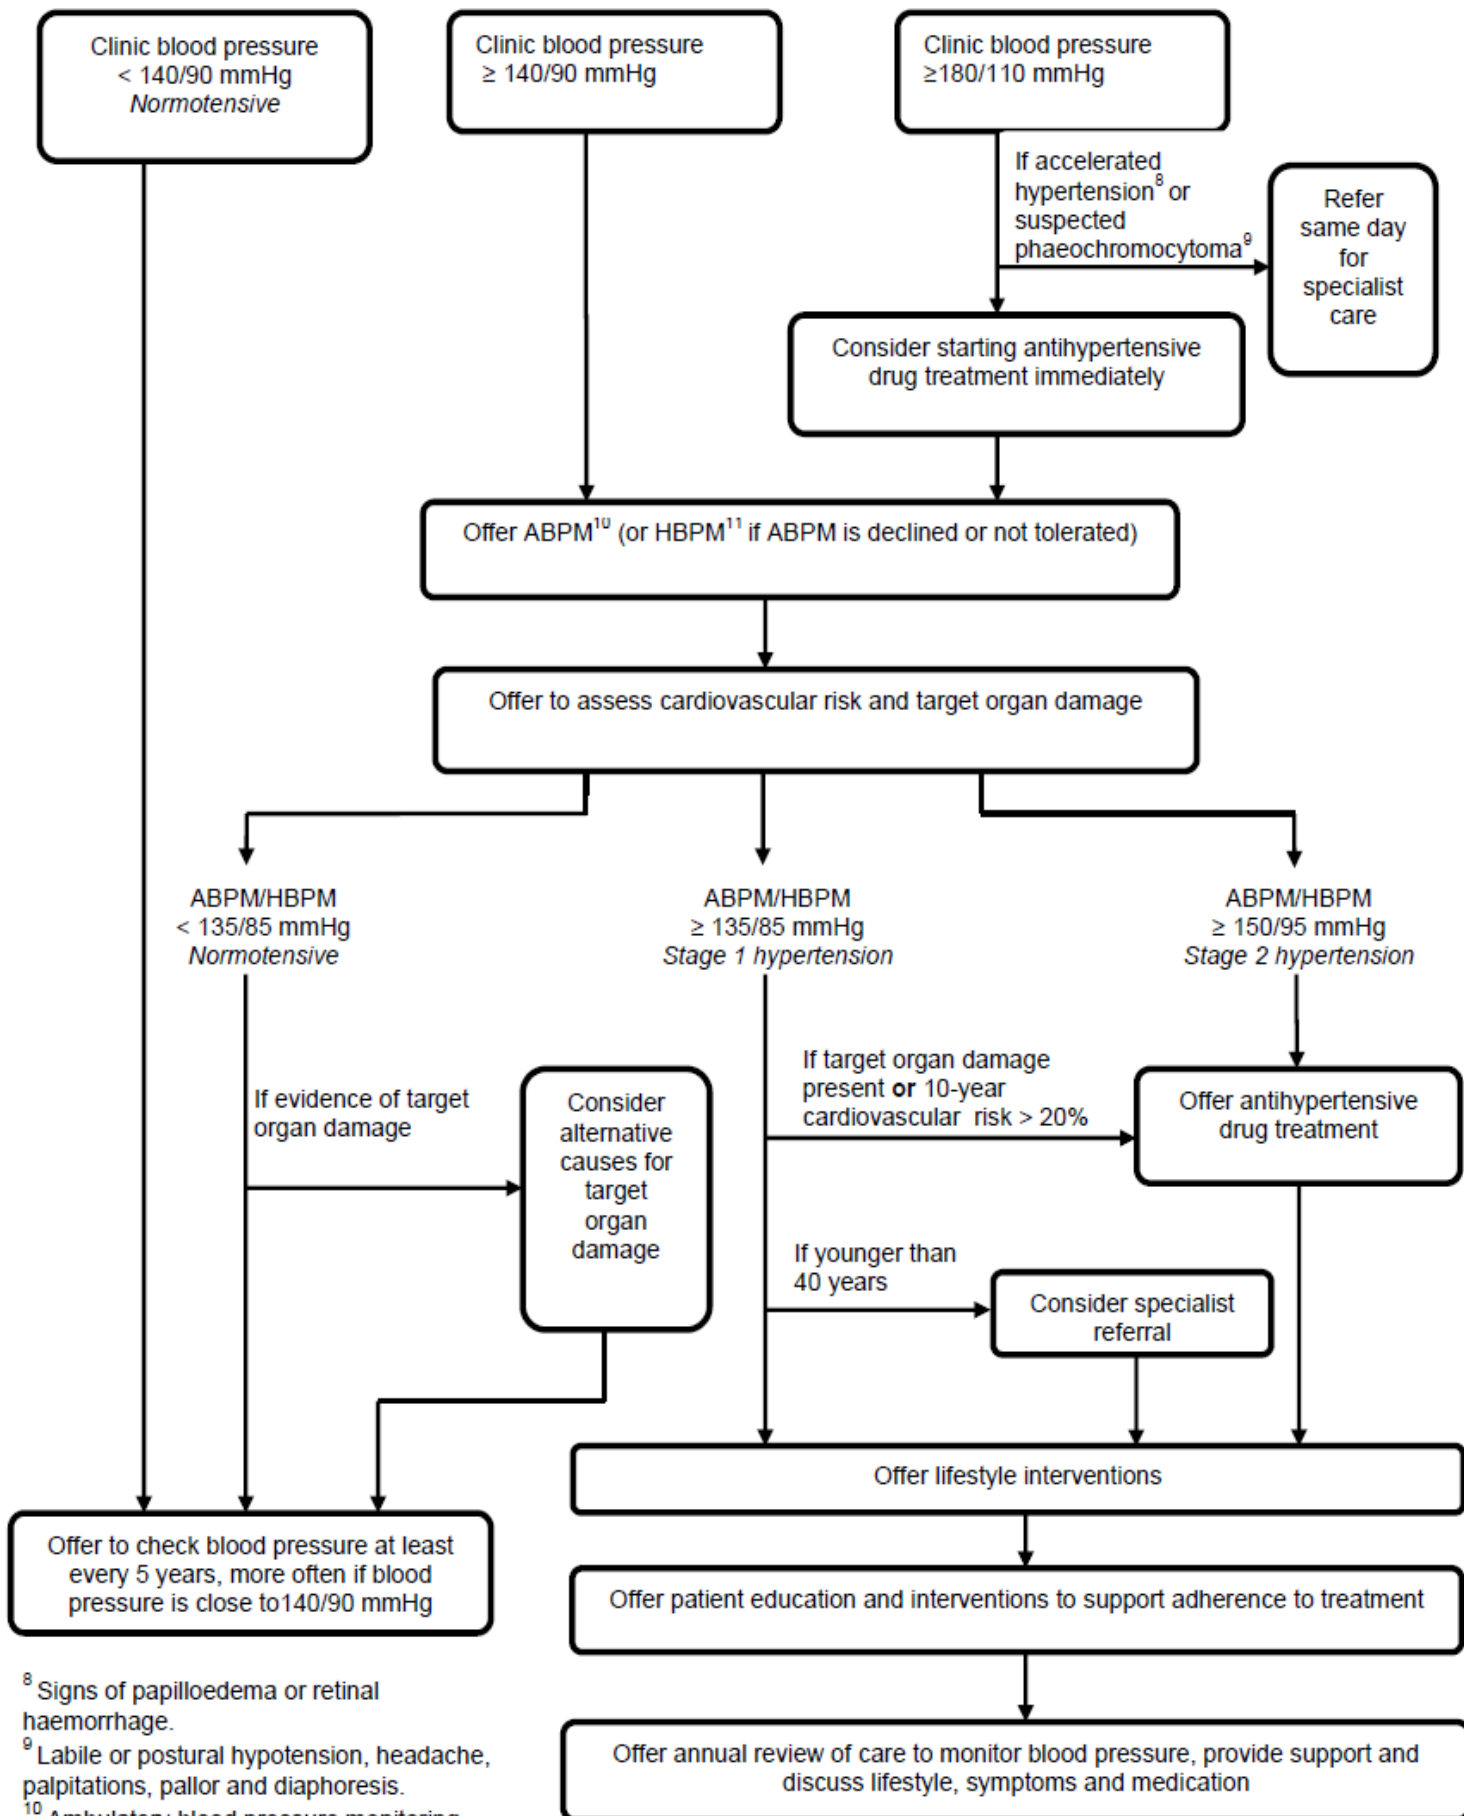 Clinic blood pressure
< 140/90 mmHg
Normotensive
Clinic blood pressure
≥ 140/90 mmHg
Clinic blood pressure
≥180/110 mmHg
If accelerated
hypertension⁸ or
suspected
phaeochromocytoma⁹
Refer
same day
for
specialist
care
Consider starting antihypertensive
drug treatment immediately
Offer ABPM¹⁰ (or HBPM¹¹ if ABPM is declined or not tolerated)
Offer to assess cardiovascular risk and target organ damage
ABPM/HBPM
< 135/85 mmHg
Normotensive
ABPM/HBPM
≥ 135/85 mmHg
Stage 1 hypertension
ABPM/HBPM
≥ 150/95 mmHg
Stage 2 hypertension
If evidence of target
organ damage
Consider
alternative
causes for
target
organ
damage
If target organ damage
present or 10-year
cardiovascular risk > 20%
Offer antihypertensive
drug treatment
If younger than
40 years
Consider specialist
referral
Offer lifestyle interventions
Offer to check blood pressure at least
every 5 years, more often if blood
pressure is close to140/90 mmHg
Offer patient education and interventions to support adherence to treatment
Offer annual review of care to monitor blood pressure, provide support and
discuss lifestyle, symptoms and medication
⁸ Signs of papilloedema or retinal
haemorrhage.
⁹ Labile or postural hypotension, headache,
palpitations, pallor and diaphoresis.
¹⁰ Ambulatory blood pressure monitoring